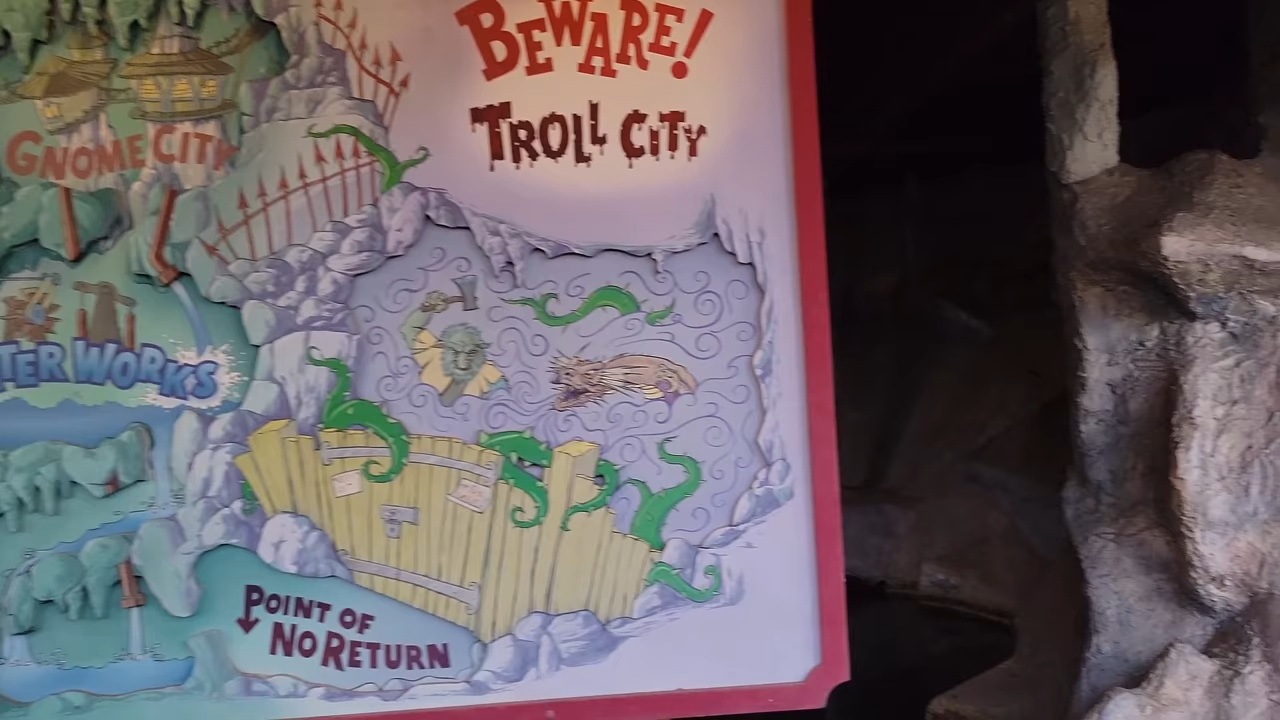 BEWARE!
TROLL CITY
GNOME CITY
TER WORKS
POINT OF
NO RETURN